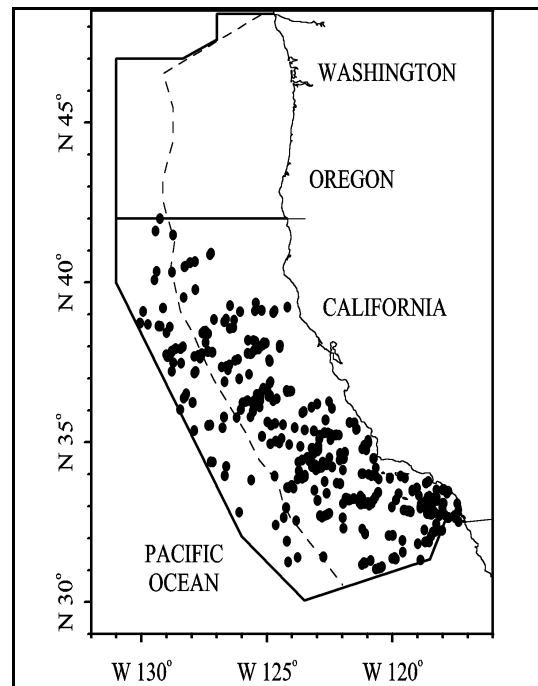 WASHINGTON
N 45°
OREGON
N 40°
CALIFORNIA
N 35°
PACIFIC
OCEAN
N 30°
W 130°
W 125°
W 120°